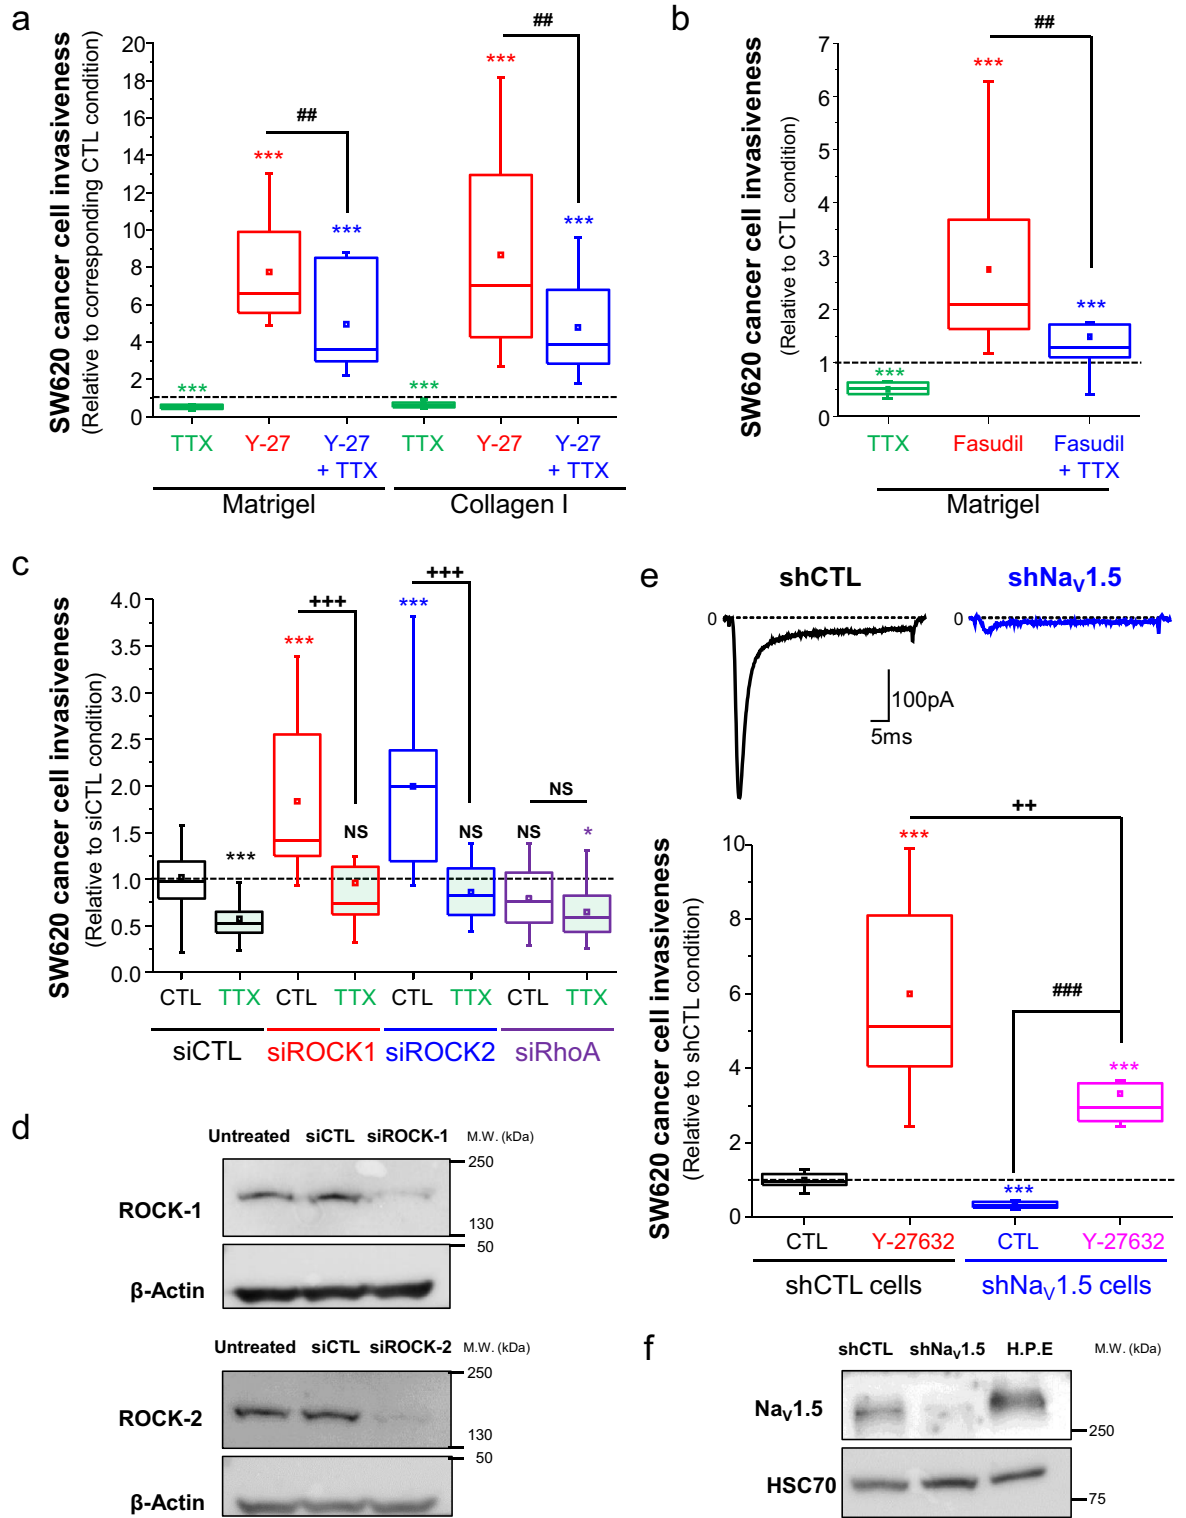 a
SW620 cancer cell invasiveness
(Relative to corresponding CTL condition)
20
18
16
14
12
10
8
6
4
2
0
##
##
***
***
***
***
***
***
TTX
Y-27
Y-27
+ TTX
TTX
Y-27
Y-27
+ TTX
Matrigel
Collagen I
b
SW620 cancer cell invasiveness
(Relative to CTL condition)
7
6
5
4
3
2
1
0
##
***
***
***
TTX
Fasudil
Fasudil
+ TTX
Matrigel
c
SW620 cancer cell invasiveness
(Relative to siCTL condition)
4.0
3.5
3.0
2.5
2.0
1.5
1.0
0.5
0.0
+++
+++
***
***
***
NS
NS
NS
NS
*
CTL
TTX
CTL
TTX
CTL
TTX
CTL
TTX
siCTL
siROCK1
siROCK2
siRhoA
d
Untreated siCTL siROCK-1 M.W. (kDa)
ROCK-1
250
130
β-Actin
50
Untreated siCTL siROCK-2 M.W. (kDa)
ROCK-2
250
130
β-Actin
50
e
shCTL
shNaV1.5
0
0
100pA
5ms
SW620 cancer cell invasiveness
(Relative to shCTL condition)
10
8
6
4
2
0
++
***
###
***
***
CTL
Y-27632
CTL
Y-27632
shCTL cells
shNaV1.5 cells
f
shCTL shNaV1.5 H.P.E M.W. (kDa)
NaV1.5
250
HSC70
75